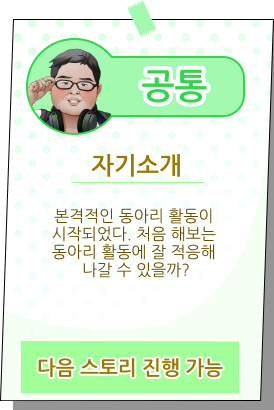 공통
자기소개
본격적인 동아리 활동이
시작되었다. 처음 해보는
동아리 활동에 잘 적응해
나갈 수 있을까?
다음 스토리 진행 가능